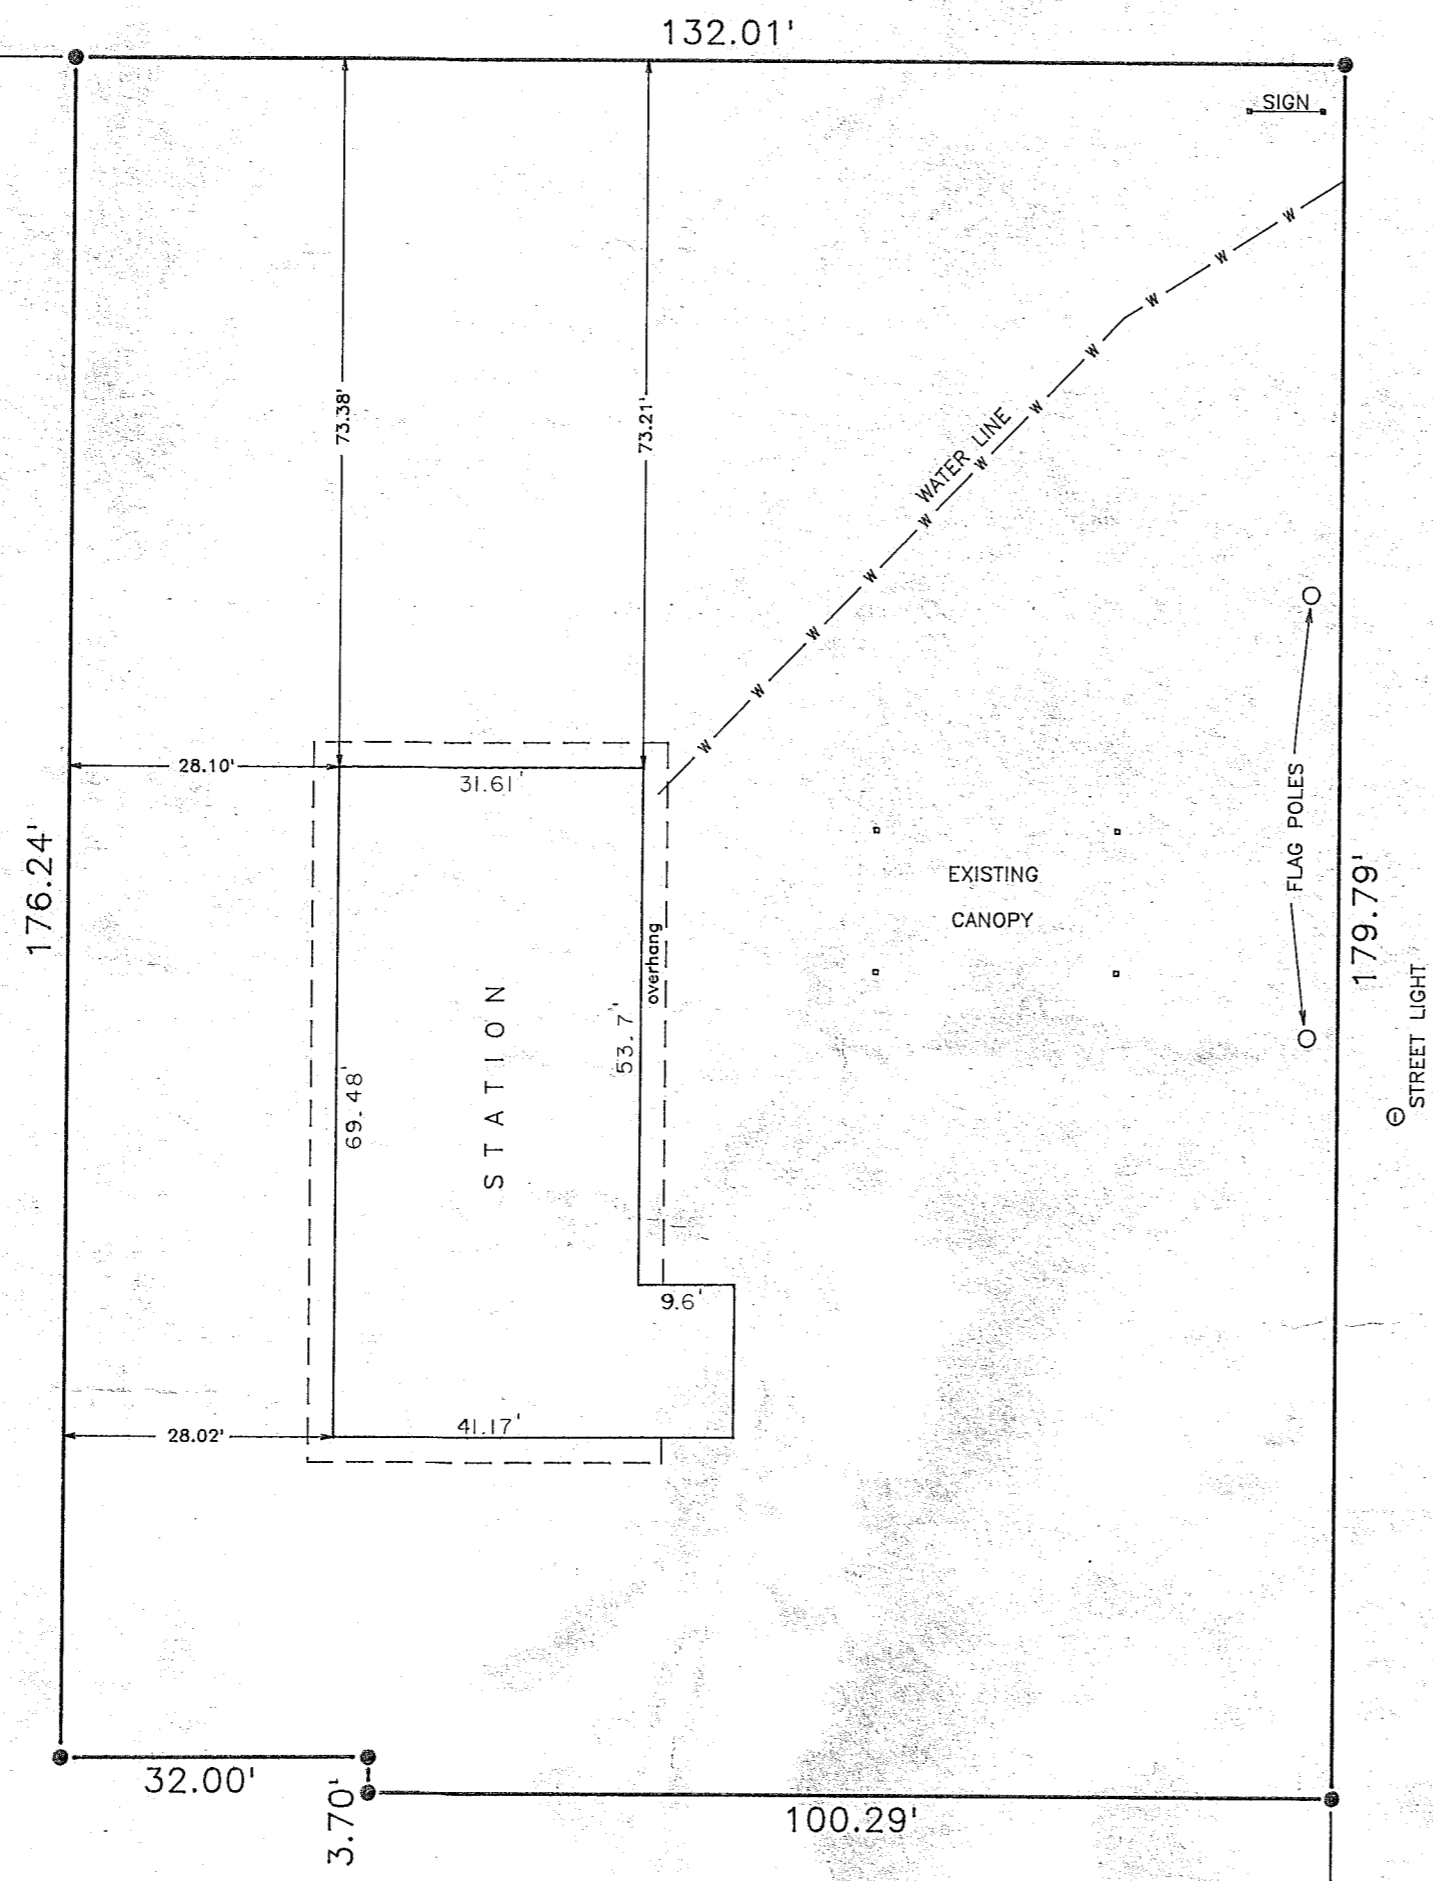 132.01'
SIGN
73.38'
73.21'
WATER LINE
W W W W W W W W W W W
28.10'
31.61'
176.24'
EXISTING
CANOPY
FLAG POLES
179.79'
STREET LIGHT
overhang
STATION
53.7'
69.48'
9.6'
28.02'
41.17'
32.00'
3.70'
100.29'